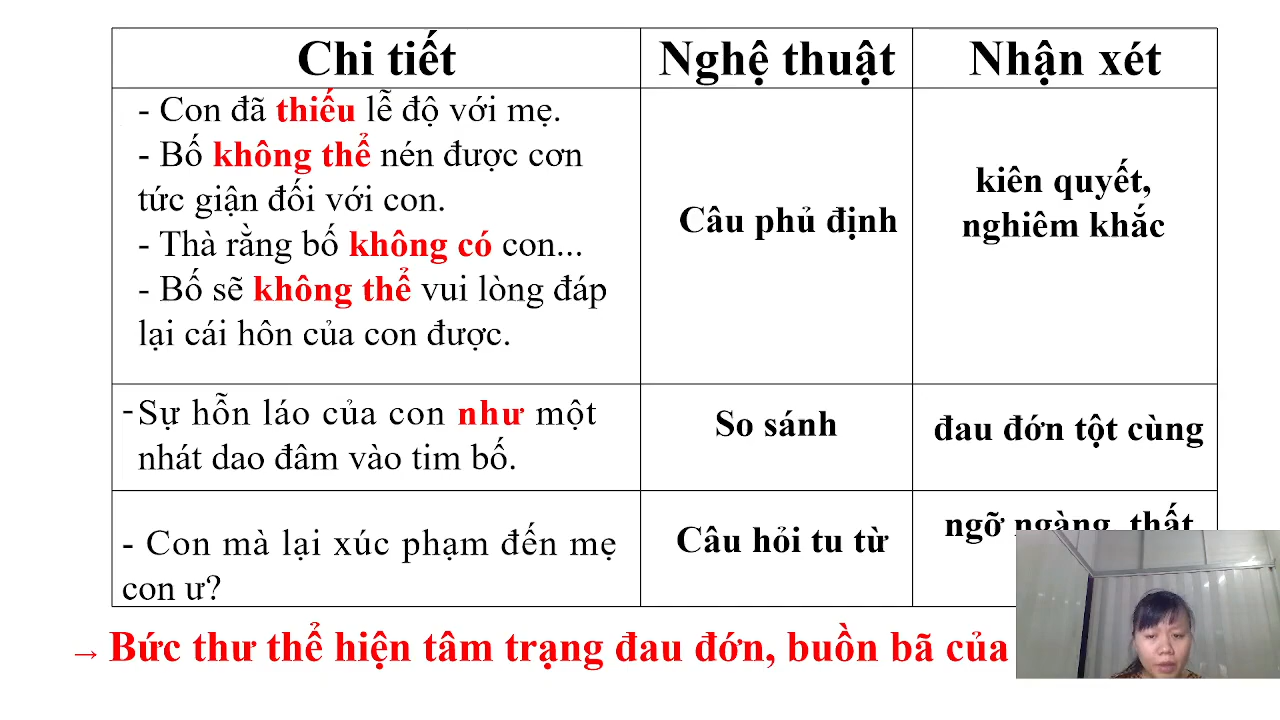 Chi tiết
Nghệ thuật
Nhận xét
- Con đã thiếu lễ độ với mẹ.
- Bố không thể nén được cơn
tức giận đối với con.
- Thà rằng bố không có con...
- Bố sẽ không thể vui lòng đáp
lại cái hôn của con được.
Câu phủ định
kiên quyết,
nghiêm khắc
- Sự hỗn láo của con như một
nhát dao đâm vào tim bố.
So sánh
đau đớn tột cùng
- Con mà lại xúc phạm đến mẹ
con ư?
Câu hỏi tu từ
ngỡ ngàng, thất
→ Bức thư thể hiện tâm trạng đau đớn, buồn bã của